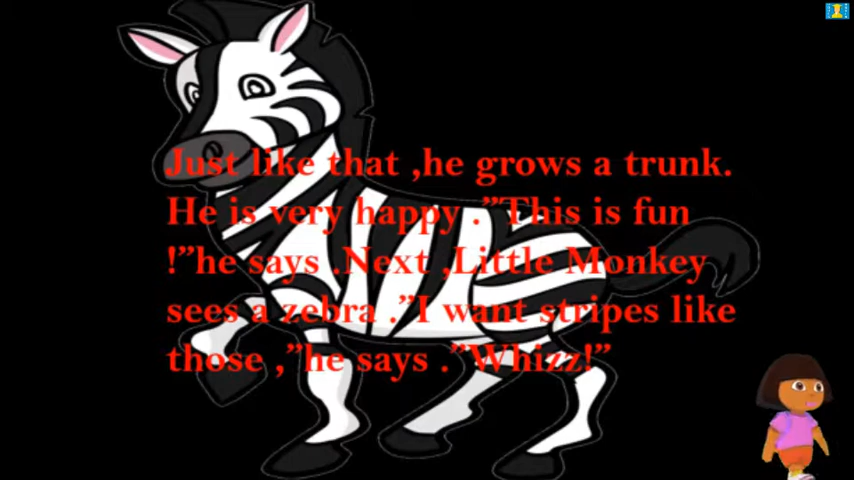 Just like that ,he grows a trunk.
He is very happy .”This is fun
!”he says .Next ,Little Monkey
sees a zebra .”I want stripes like
those ,”he says .”Whizz!”